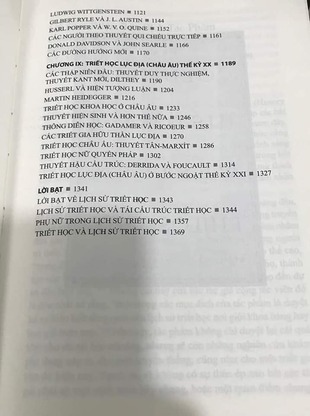 LUDWIG WITTGENSTEIN ■ 1121
GILBERT RYLE VÀ J. L. AUSTIN ■ 1144
KARL POPPER VÀ W. V. O. QUINE ■ 1152
CÁC NGƯỜI THEO THUYẾT QUI CHIẾU TRỰC TIẾP ■ 1161
DONALD DAVIDSON VÀ JOHN SEARLE ■ 1166
CÁC ĐƯỜNG HƯỚNG MỚI ■ 1170
CHƯƠNG IX: TRIẾT HỌC LỤC ĐỊA (CHÂU ÂU) THẾ KỶ XX ■ 1189
CÁC THẬP NIÊN ĐẦU: THUYẾT DUY THỰC NGHIỆM,
THUYẾT KANT MỚI, DILTHEY ■ 1190
HUSSERL VÀ HIỆN TƯỢNG LUẬN ■ 1204
MARTIN HEIDEGGER ■ 1216
TRIẾT HỌC KHOA HỌC Ở CHÂU ÂU ■ 1233
THUYẾT HIỆN SINH VÀ HƠN THẾ NỮA ■ 1246
THÔNG DIỄN HỌC: GADAMER VÀ RICOEUR ■ 1258
CÁC TRIẾT GIA HỮU THẦN LỤC ĐỊA ■ 1270
TRIẾT HỌC CHÂU ÂU: THUYẾT TÂN-MARXIT ■ 1286
TRIẾT HỌC NỮ QUYỀN PHÁP ■ 1302
THUYẾT HẬU CẤU TRÚC: DERRIDA VÀ FOUCAULT ■ 1314
TRIẾT HỌC LỤC ĐỊA (CHÂU ÂU) Ở BƯỚC NGOẶT THẾ KỶ XXI ■ 1327
LỜI BẠT ■ 1341
LỜI BẠT VỀ LỊCH SỬ TRIẾT HỌC ■ 1343
LỊCH SỬ TRIẾT HỌC VÀ TÁI CẤU TRÚC TRIẾT HỌC ■ 1344
PHỤ NỮ TRONG LỊCH SỬ TRIẾT HỌC ■ 1357
TRIẾT HỌC VÀ LỊCH SỬ TRIẾT HỌC ■ 1369